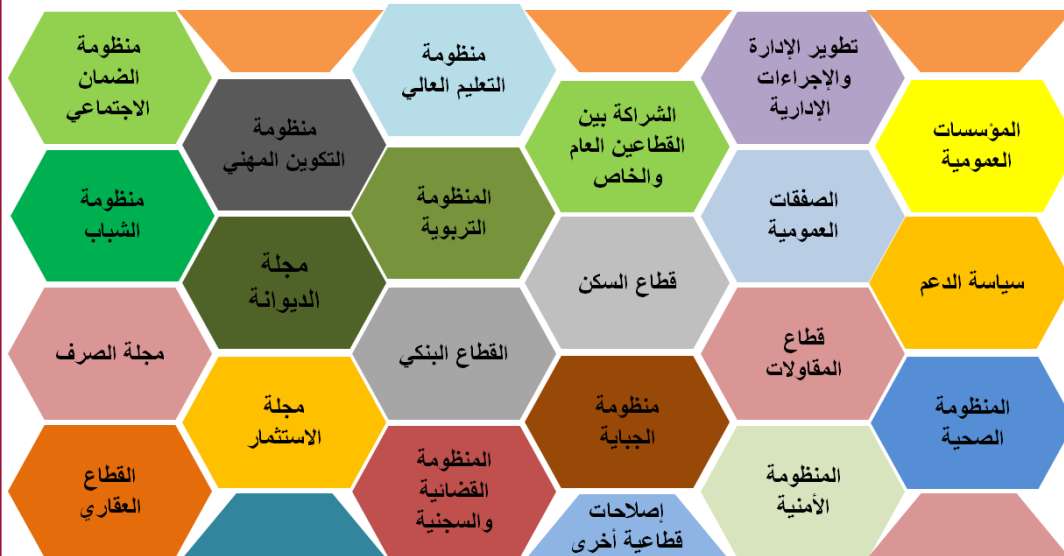 منظومة
الضمان
الاجتماعي
منظومة
التعليم العالي
تطوير الإدارة
والإجراءات
الإدارية
منظومة
التكوين المهني
الشراكة بين
القطاعين العام
والخاص
المؤسسات
العمومية
منظومة
الشباب
المنظومة
التربوية
الصفقات
العمومية
مجلة
الديوانة
قطاع السكن
سياسة الدعم
مجلة الصرف
القطاع البنكي
قطاع
المقاولات
مجلة
الاستثمار
منظومة
الجباية
المنظومة
الصحية
القطاع
العقاري
المنظومة
القضائية
والسجنية
المنظومة
الأمنية
إصلاحات
قطاعية أخرى